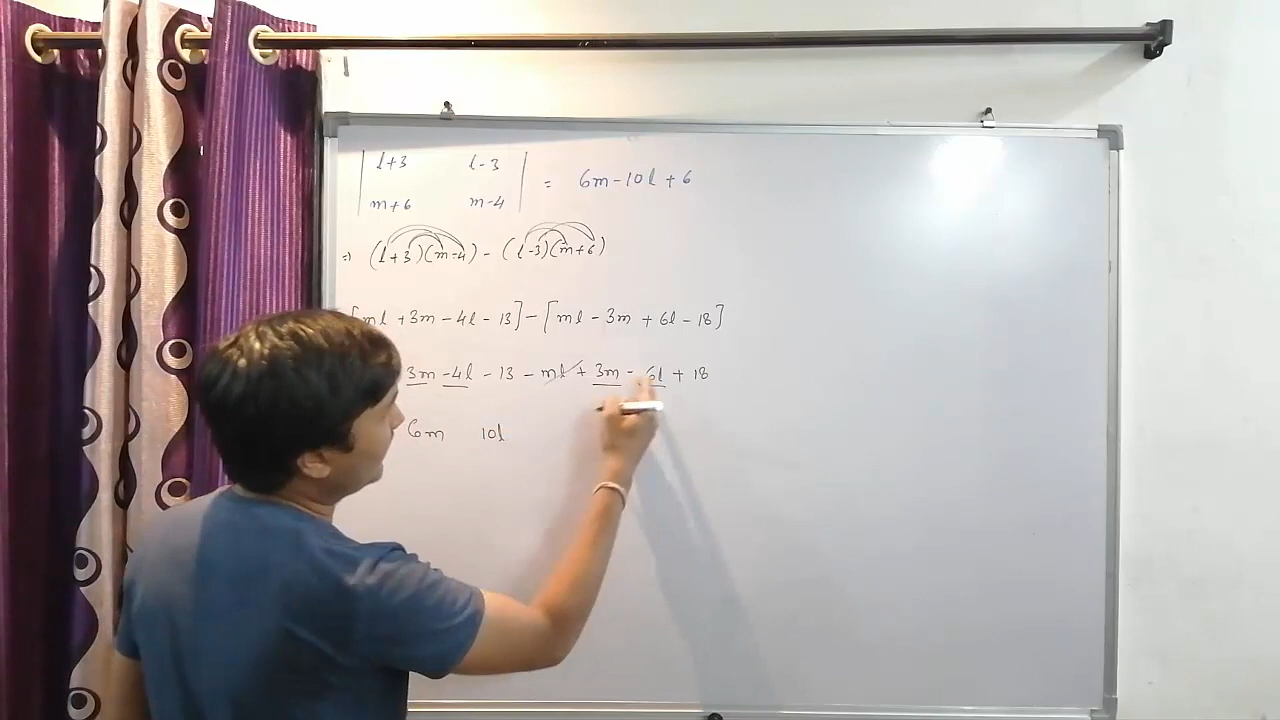 | l+3 l-3 | = 6m-10l+6
| m+6 m-4 |
⇒ (l+3)(m-4) - (l-3)(m+6)
[ml +3m -4l -13] - [ml -3m +6l -18]
3m -4l -13 - ml +3m -6l +18
6m 10l